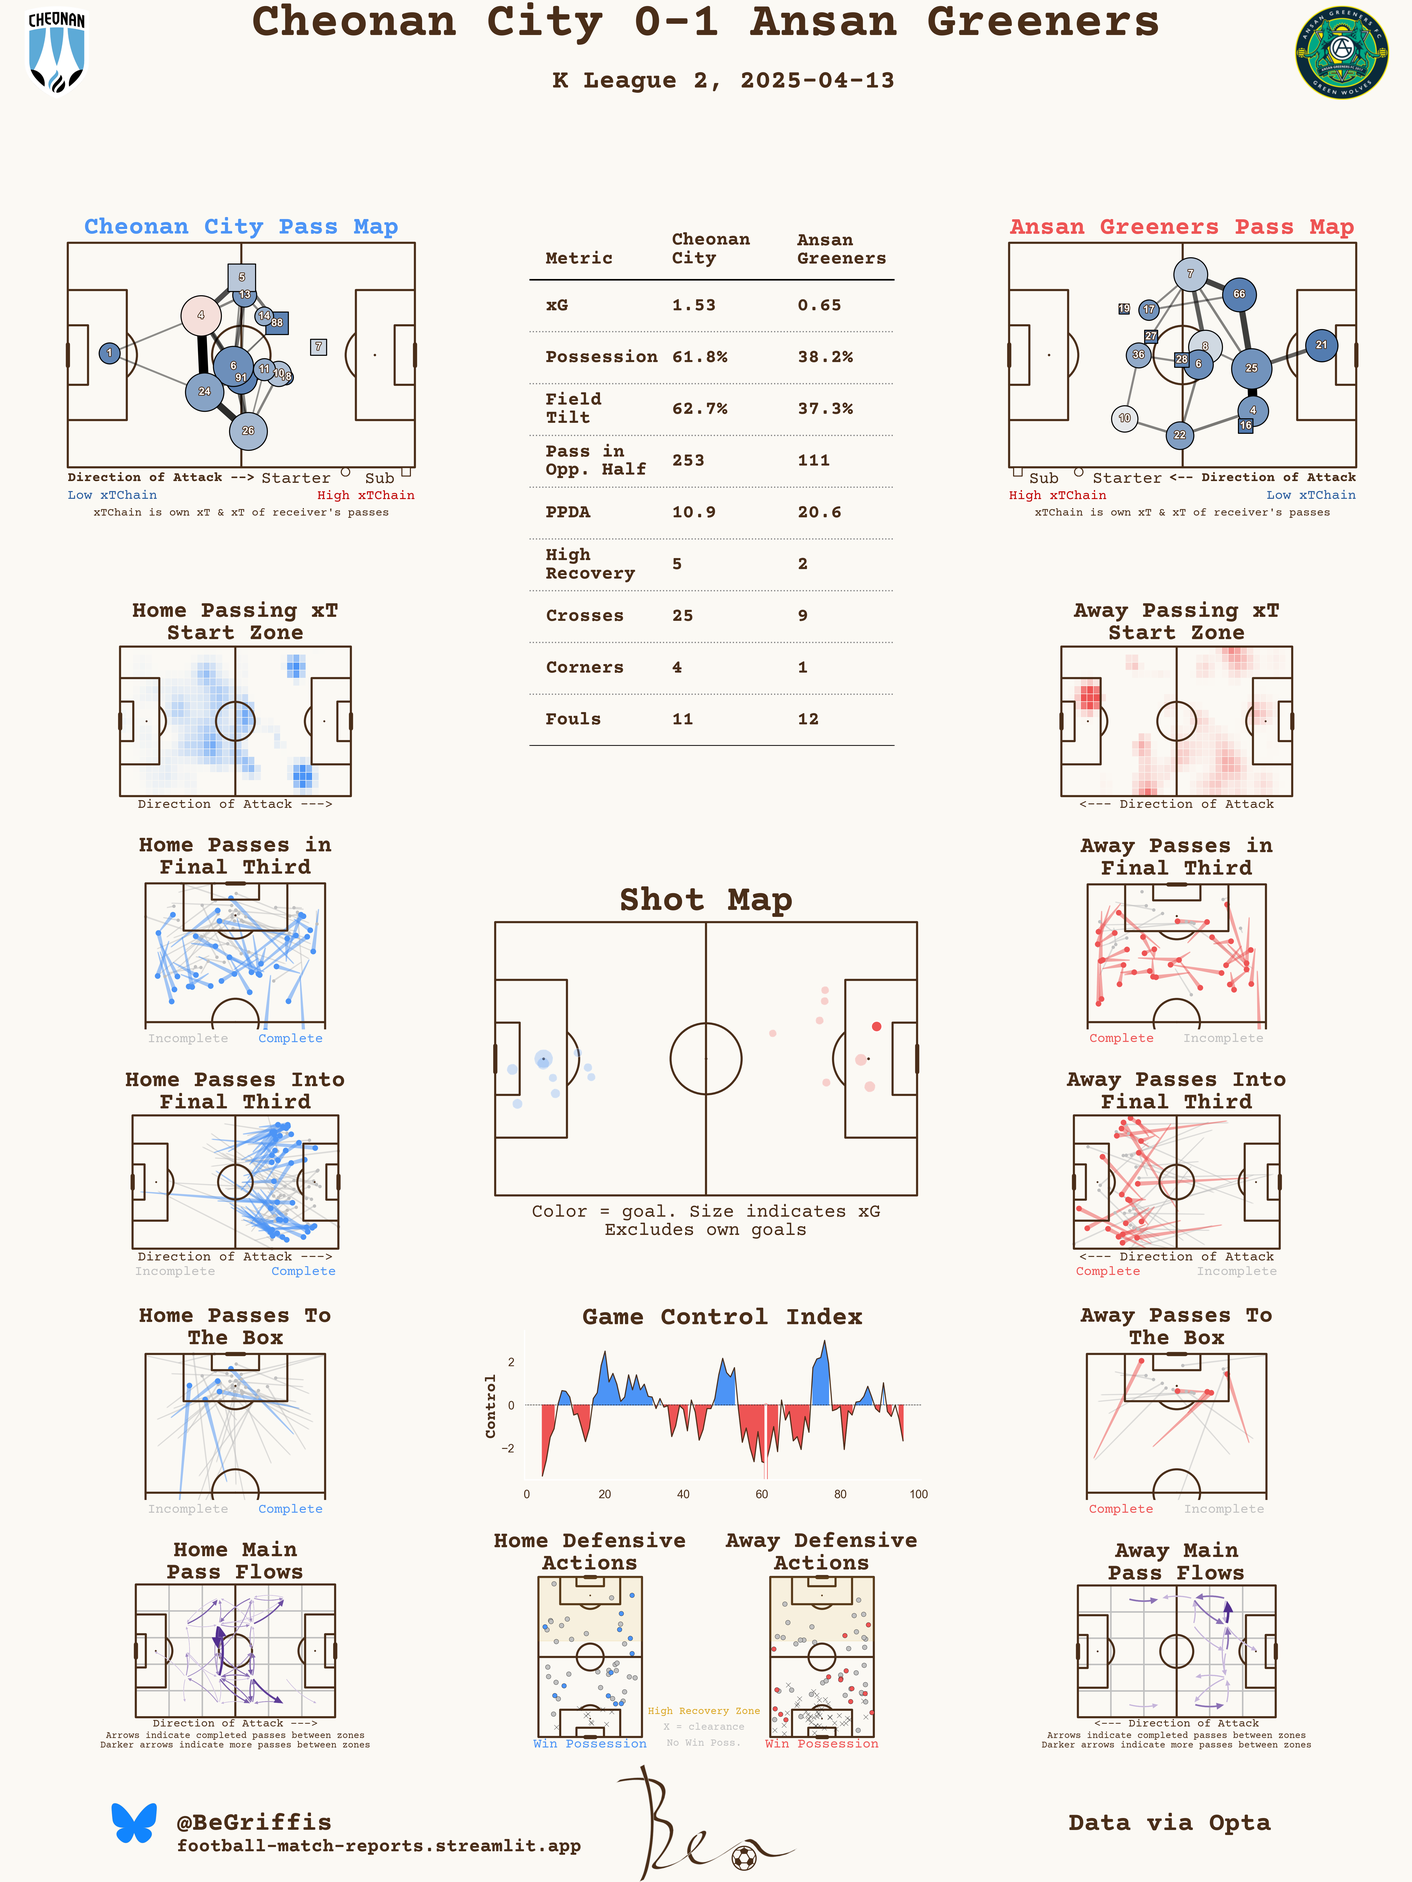 Cheonan City 0-1 Ansan Greeners
K League 2, 2025-04-13
CHEONAN
ANSAN GREENERS FC
GREEN WOLVES
Cheonan City Pass Map
1
4
5
13
14
88
7
6
91
11
10
18
24
26
Direction of Attack --> Starter Sub
Low xTChain High xTChain
xTChain is own xT & xT of receiver's passes
Metric Cheonan City Ansan Greeners
xG 1.53 0.65
Possession 61.8% 38.2%
Field Tilt 62.7% 37.3%
Pass in Opp. Half 253 111
PPDA 10.9 20.6
High Recovery 5 2
Crosses 25 9
Corners 4 1
Fouls 11 12
Ansan Greeners Pass Map
7
66
19
17
27
36
8
28
6
21
25
10
22
4
16
Sub Starter <-- Direction of Attack
High xTChain Low xTChain
xTChain is own xT & xT of receiver's passes
Home Passing xT
Start Zone
Direction of Attack --->
Away Passing xT
Start Zone
<--- Direction of Attack
Home Passes in
Final Third
Incomplete Complete
Away Passes in
Final Third
Complete Incomplete
Shot Map
Color = goal. Size indicates xG
Excludes own goals
Home Passes Into
Final Third
Direction of Attack --->
Incomplete Complete
Away Passes Into
Final Third
<--- Direction of Attack
Complete Incomplete
Home Passes To
The Box
Incomplete Complete
Game Control Index
Control
2
0
−2
0 20 40 60 80 100
Away Passes To
The Box
Complete Incomplete
Home Main
Pass Flows
Direction of Attack --->
Arrows indicate completed passes between zones
Darker arrows indicate more passes between zones
Home Defensive
Actions
Win Possession
Away Defensive
Actions
Win Possession
High Recovery Zone
X = clearance
No Win Poss.
Away Main
Pass Flows
<--- Direction of Attack
Arrows indicate completed passes between zones
Darker arrows indicate more passes between zones
@BeGriffis
football-match-reports.streamlit.app
Ben
Data via Opta